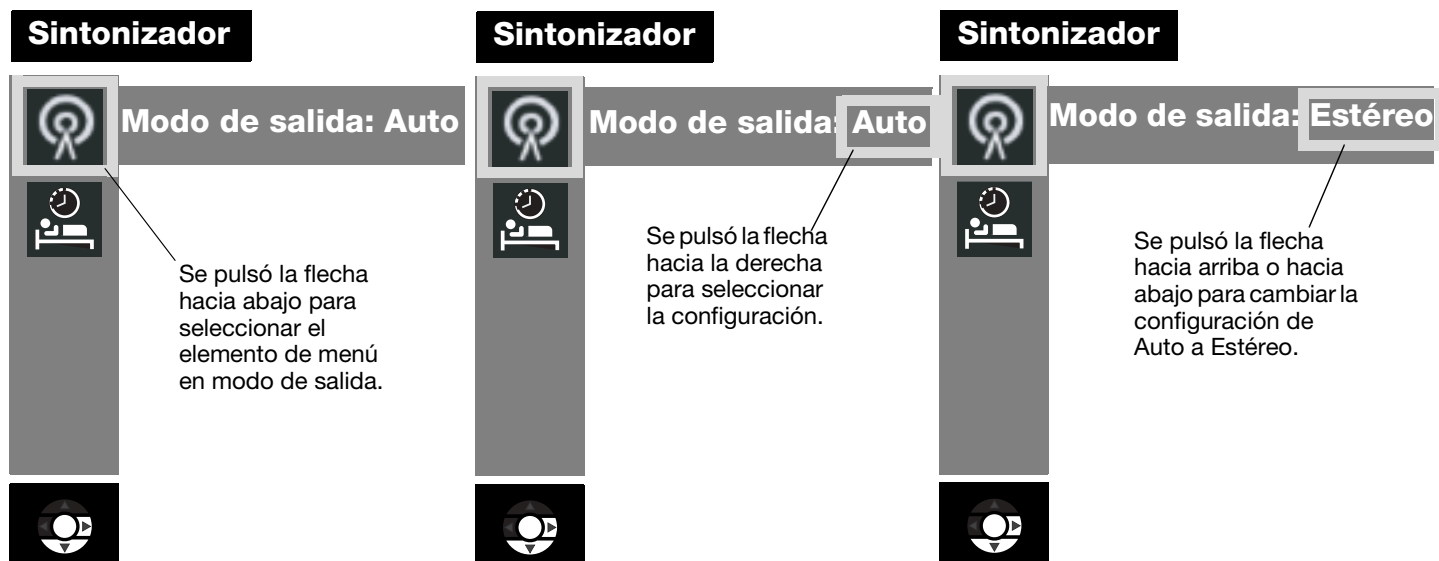 Sintonizador
Modo de salida: Auto
Se pulsó la flecha
hacia abajo para
seleccionar el
elemento de menú
en modo de salida.
Sintonizador
Modo de salida: Auto
Se pulsó la flecha
hacia la derecha
para seleccionar
la configuración.
Sintonizador
Modo de salida: Estéreo
Se pulsó la flecha
hacia arriba o hacia
abajo para cambiar la
configuración de
Auto a Estéreo.